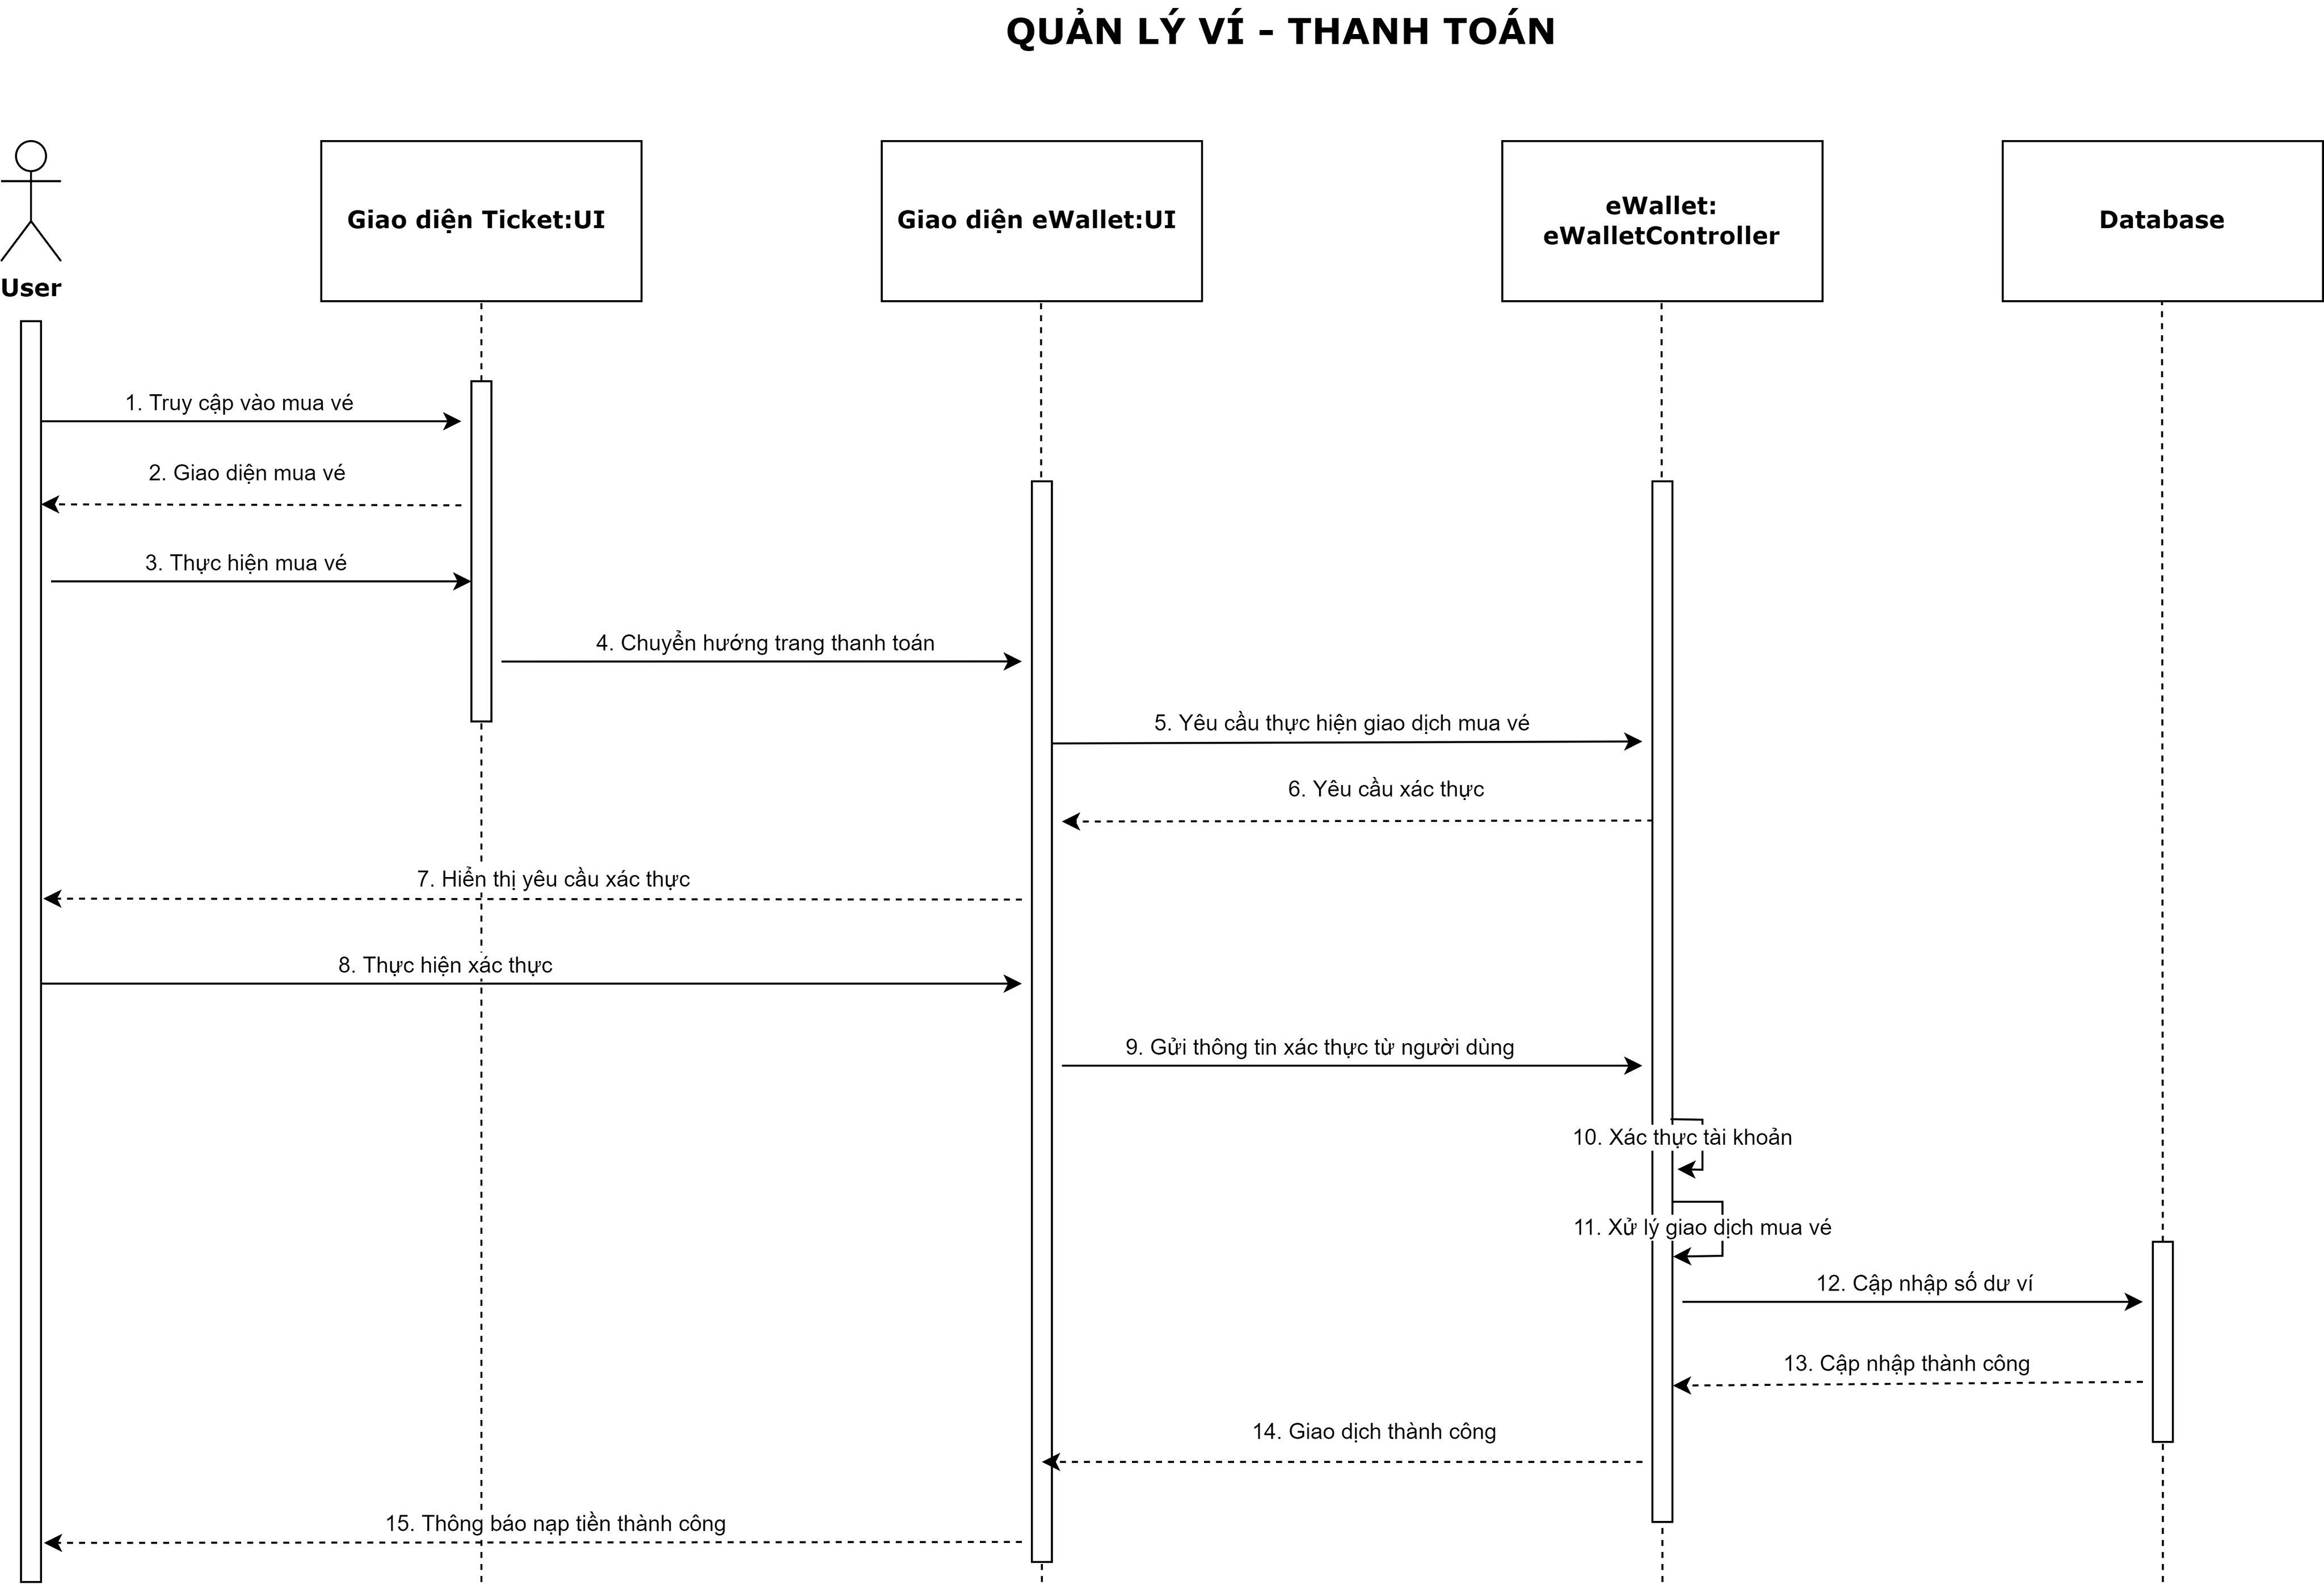 QUẢN LÝ VÍ - THANH TOÁN
User
Giao diện Ticket:UI
Giao diện eWallet:UI
eWallet:
eWalletController
Database
1. Truy cập vào mua vé
2. Giao diện mua vé
3. Thực hiện mua vé
4. Chuyển hướng trang thanh toán
5. Yêu cầu thực hiện giao dịch mua vé
6. Yêu cầu xác thực
7. Hiển thị yêu cầu xác thực
8. Thực hiện xác thực
9. Gửi thông tin xác thực từ người dùng
10. Xác thực tài khoản
11. Xử lý giao dịch mua vé
12. Cập nhập số dư ví
13. Cập nhập thành công
14. Giao dịch thành công
15. Thông báo nạp tiền thành công